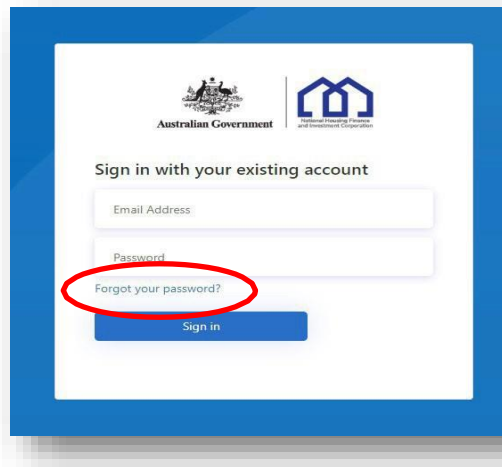 Australian Government
National Housing Finance
and Investment Corporation
Sign in with your existing account
Email Address
Password
Forgot your password?
Sign in